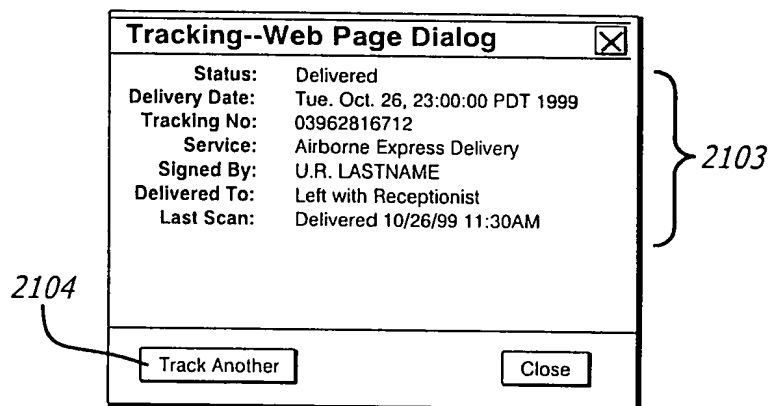 Tracking--Web Page Dialog
Status: Delivered
Delivery Date: Tue. Oct. 26, 23:00:00 PDT 1999
Tracking No: 03962816712
Service: Airborne Express Delivery
Signed By: U.R. LASTNAME
Delivered To: Left with Receptionist
Last Scan: Delivered 10/26/99 11:30AM
2103
2104
Track Another
Close